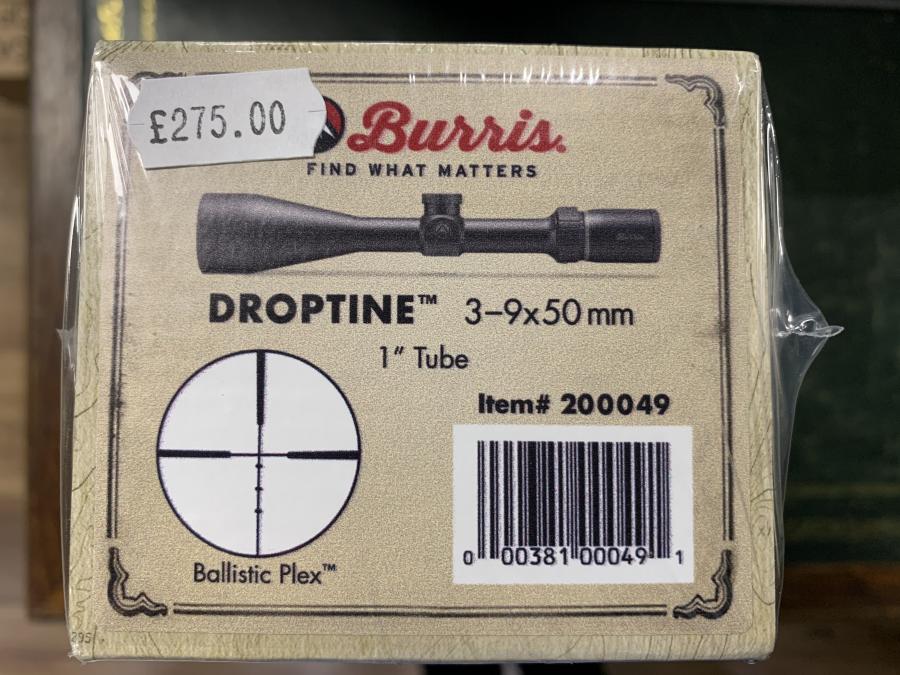 £275.00
Burris.
FIND WHAT MATTERS
DROPTINE™ 3-9x50mm
1" Tube
Item# 200049
0 00381 00049 1
Ballistic Plex™
295